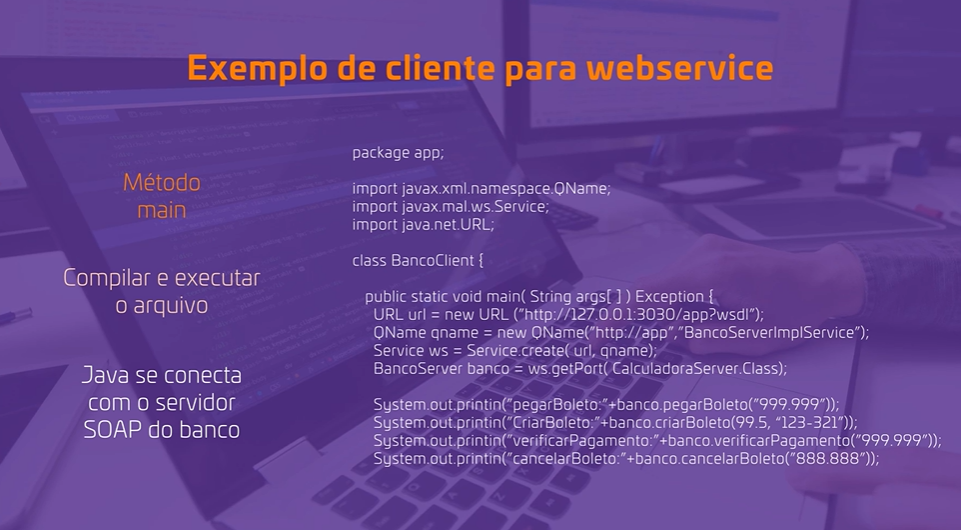 Exemplo de cliente para webservice
Método
main
Compilar e executar
o arquivo
Java se conecta
com o servidor
SOAP do banco
package app;
import javax.xml.namespace.QName;
import javax.mal.ws.Service;
import java.net.URL;
class BancoClient {
public static void main( String args[ ] ) Exception {
URL url = new URL (”http://127.0.0.1:3030/app?wsdl”);
QName qname = new QName(”http://app”,”BancoServerImplService”);
Service ws = Service.create( url, qname);
BancoServer banco = ws.getPort( CalculadoraServer.Class);
System.out.printin(”pegarBoleto:”+banco.pegarBoleto(”999.999”));
System.out.printin(”CriarBoleto:”+banco.criarBoleto(99.5, “123-321”));
System.out.printin(”verificarPagamento:”+banco.verificarPagamento(”999.999”));
System.out.printin(”cancelarBoleto:”+banco.cancelarBoleto(”888.888”));